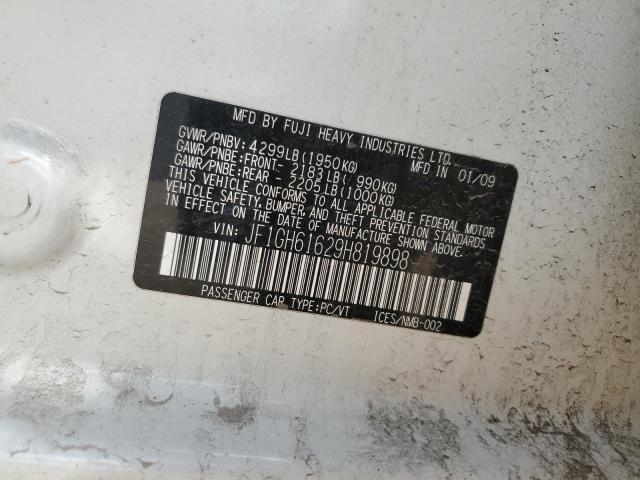 MFD BY FUJI HEAVY INDUSTRIES LTD.
GVWR/PNBV: 4299LB(1950KG) MFD IN 01/09
GAWR/PNBE:FRONT- 2183LB( 990KG)
GAWR/PNBE:REAR - 2205LB(1000KG)
THIS VEHICLE CONFORMS TO ALL APPLICABLE FEDERAL MOTOR
VEHICLE SAFETY,BUMPER,AND THEFT PREVENTION STANDARDS
IN EFFECT ON THE DATE OF MANUFACTURE SHOWN ABOVE.
VIN: JF1GH61629H819898
PASSENGER CAR TYPE:PC/VT ICES/NMB-002